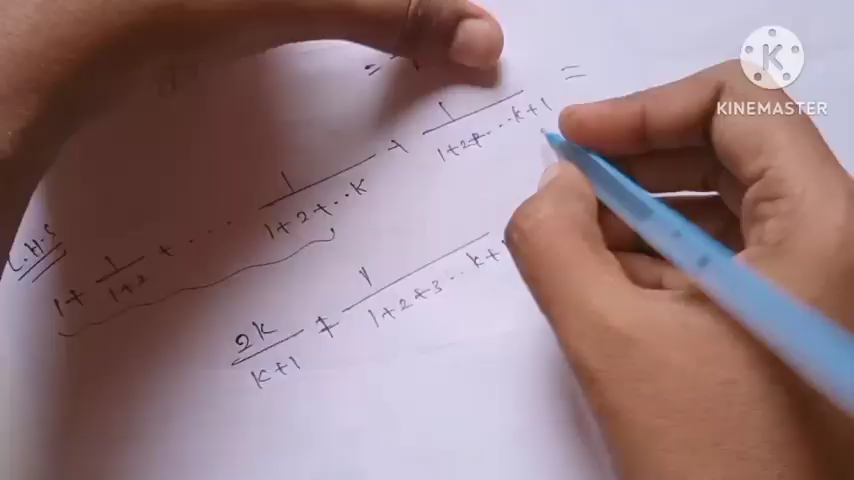 =
L.H.S
1 + 1/(1+2) + ... 1/(1+2+..k) + 1/(1+2+...k+1) =
2k/(k+1) + 1/(1+2+3...k+1
K
KINEMASTER